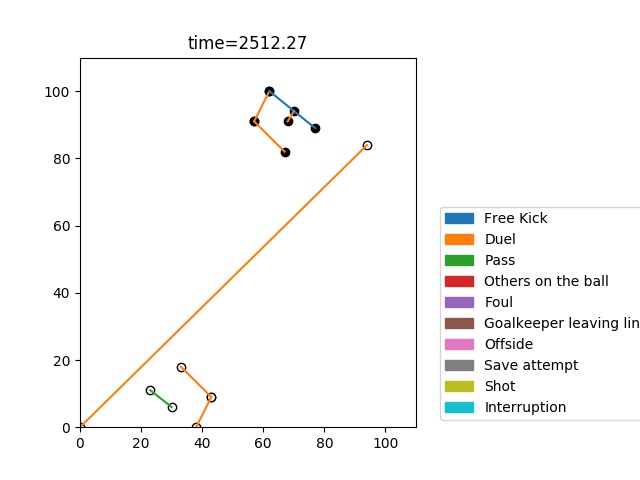 time=2512.27
100
80
60
40
20
0
0 20 40 60 80 100
Free Kick
Duel
Pass
Others on the ball
Foul
Goalkeeper leaving lin
Offside
Save attempt
Shot
Interruption